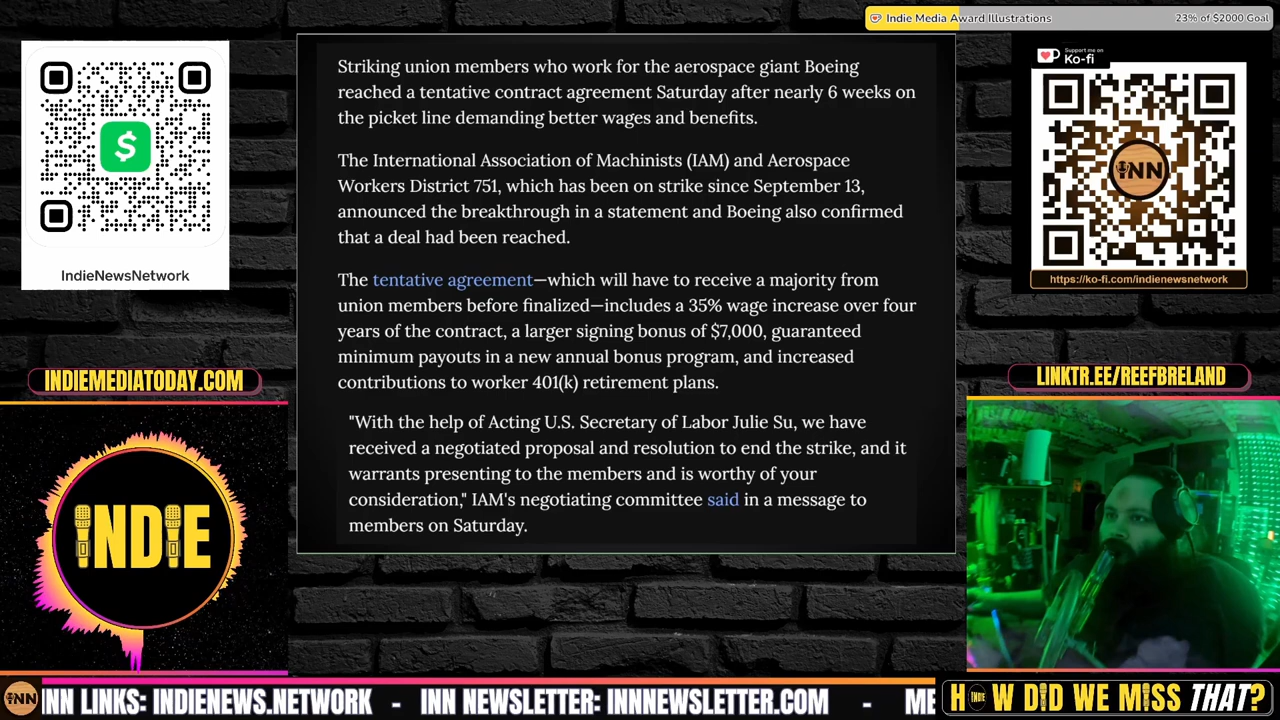 Indie Media Award Illustrations
23% of $2000 Goal
IndieNewsNetwork
Striking union members who work for the aerospace giant Boeing
reached a tentative contract agreement Saturday after nearly 6 weeks on
the picket line demanding better wages and benefits.
The International Association of Machinists (IAM) and Aerospace
Workers District 751, which has been on strike since September 13,
announced the breakthrough in a statement and Boeing also confirmed
that a deal had been reached.
The tentative agreement—which will have to receive a majority from
union members before finalized—includes a 35% wage increase over four
years of the contract, a larger signing bonus of $7,000, guaranteed
minimum payouts in a new annual bonus program, and increased
contributions to worker 401(k) retirement plans.
"With the help of Acting U.S. Secretary of Labor Julie Su, we have
received a negotiated proposal and resolution to end the strike, and it
warrants presenting to the members and is worthy of your
consideration," IAM's negotiating committee said in a message to
members on Saturday.
Support me on
Ko-fi
INN
https://ko-fi.com/indienewsnetwork
INDIEMEDIATODAY.COM
LINKTR.EE/REEFBRELAND
INDIE
INN
INN LINKS: INDIENEWS.NETWORK - INN NEWSLETTER: INNNEWSLETTER.COM - ME
HOW DID WE MISS THAT?